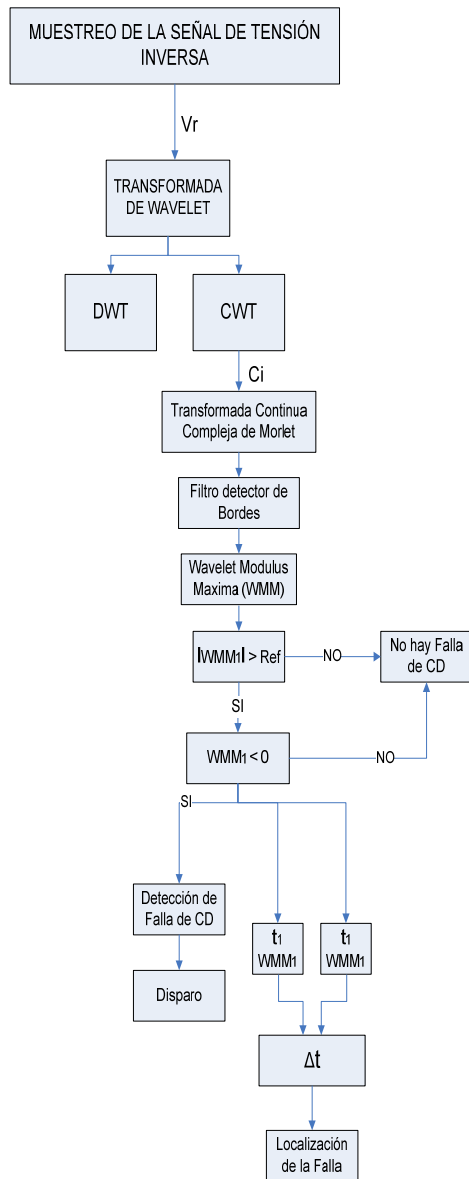 MUESTREO DE LA SEÑAL DE TENSIÓN
INVERSA
Vr
TRANSFORMADA
DE WAVELET
DWT
CWT
Ci
Transformada Continua
Compleja de Morlet
Filtro detector de
Bordes
Wavelet Modulus
Maxima (WMM)
|WMM1| > Ref
NO
No hay Falla
de CD
SI
WMM1 < 0
NO
SI
Detección de
Falla de CD
t1
WMM1
t1
WMM1
Disparo
Δt
Localización
de la Falla